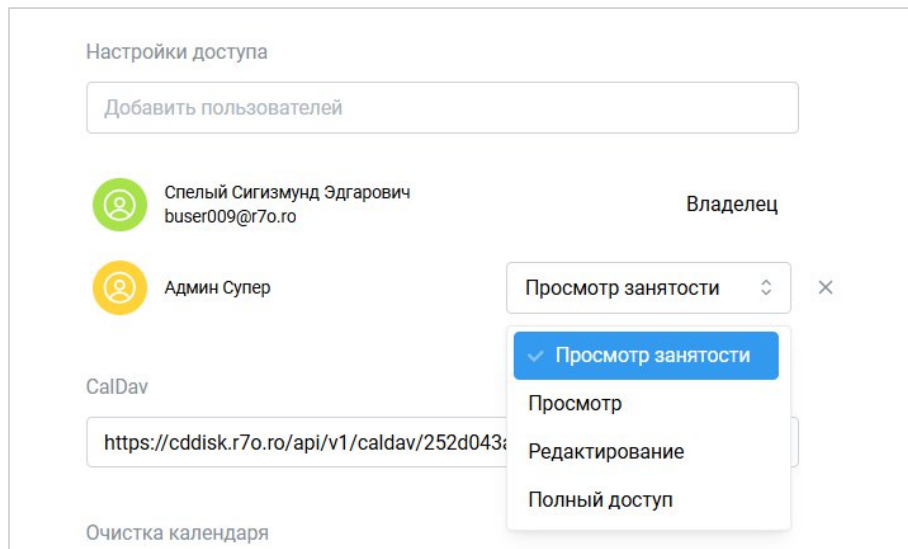 Настройки доступа
Добавить пользователей
Спелый Сигизмунд Эдгарович
buser009@r7o.ro
Владелец
Админ Супер
Просмотр занятости
Просмотр занятости
Просмотр
Редактирование
Полный доступ
CalDav
https://cddisk.r7o.ro/api/v1/caldav/252d043
Очистка календаря